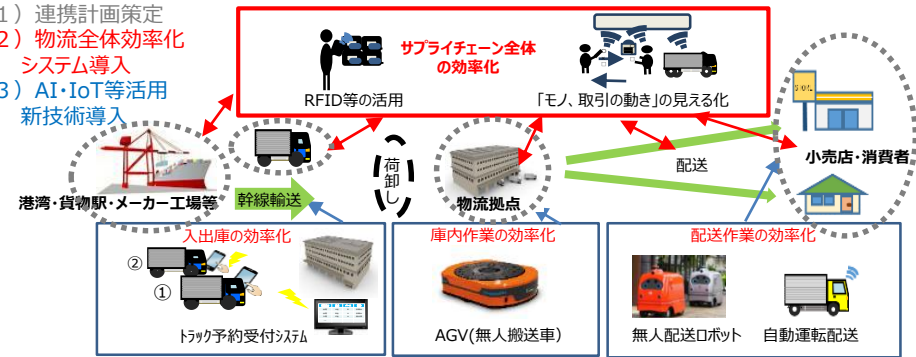 1）連携計画策定
2）物流全体効率化
システム導入
3）AI・IoT等活用
新技術導入
サプライチェーン全体
の効率化
RFID等の活用
「モノ、取引の動き」の見える化
港湾・貨物駅・メーカー工場等
幹線輸送
荷卸し
物流拠点
配送
小売店・消費者
入出庫の効率化
②
①
トラック予約受付システム
庫内作業の効率化
AGV(無人搬送車)
配送作業の効率化
無人配送ロボット
自動運転配送